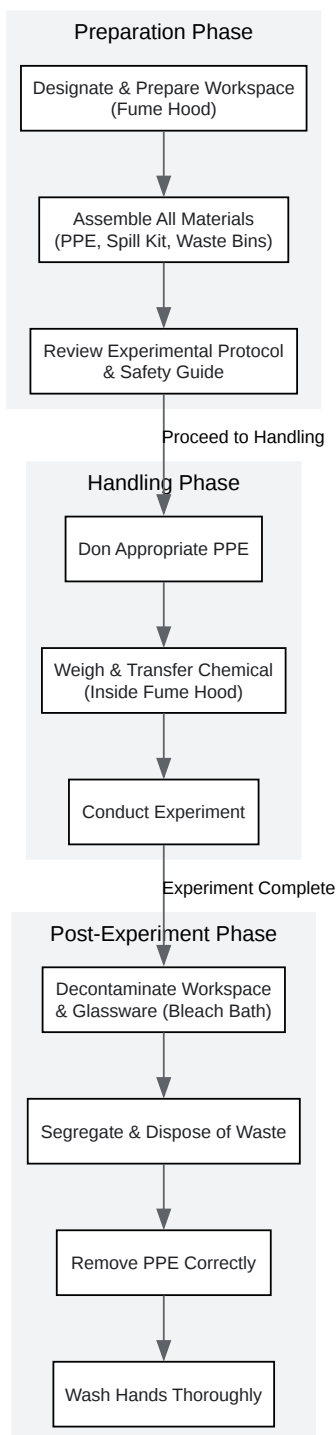 Preparation Phase
Designate & Prepare Workspace
(Fume Hood)
Assemble All Materials
(PPE, Spill Kit, Waste Bins)
Review Experimental Protocol
& Safety Guide
Proceed to Handling
Handling Phase
Don Appropriate PPE
Weigh & Transfer Chemical
(Inside Fume Hood)
Conduct Experiment
Experiment Complete
Post-Experiment Phase
Decontaminate Workspace
& Glassware (Bleach Bath)
Segregate & Dispose of Waste
Remove PPE Correctly
Wash Hands Thoroughly